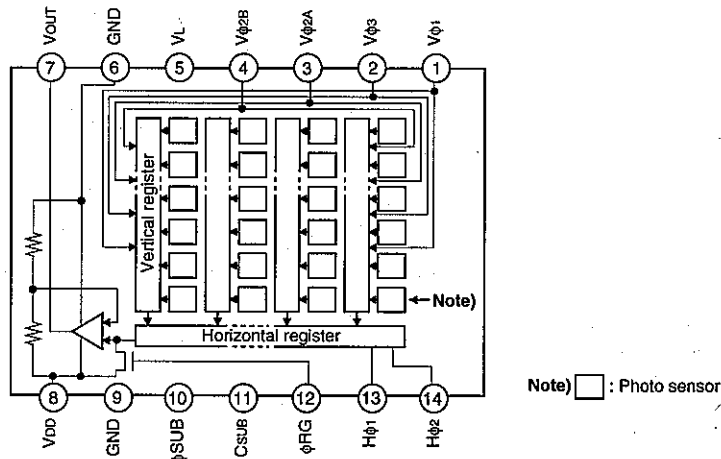 VOUT
GND
VL
Vφ2B
Vφ2A
Vφ3
Vφ1
7
6
5
4
3
2
1
Vertical register
Note)
Horizontal register
8
9
10
11
12
13
14
VDD
GND
φSUB
CSUB
φRG
Hφ1
Hφ2
Note) : Photo sensor